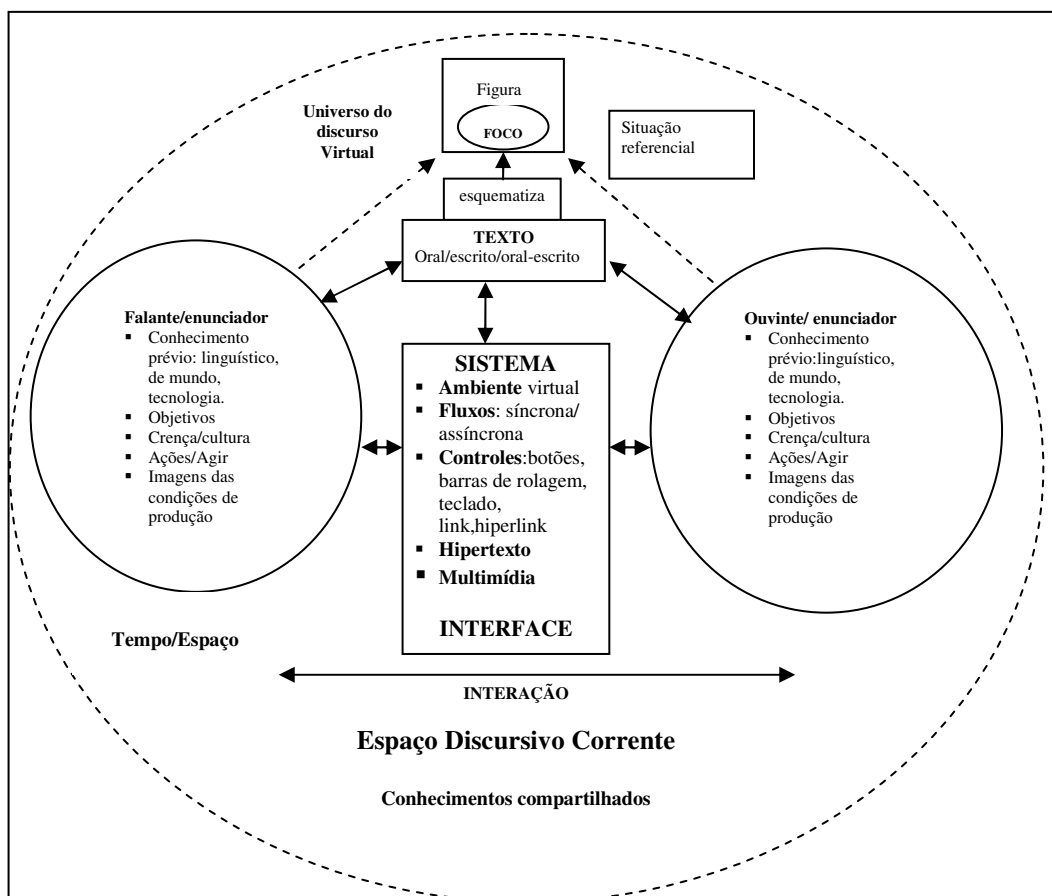 Figura
FOCO
Universo do
discurso
Virtual
Situação
referencial
esquematiza
TEXTO
Oral/escrito/oral-escrito
Falante/enunciador
▪ Conhecimento
prévio: linguístico,
de mundo,
tecnologia.
▪ Objetivos
▪ Crença/cultura
▪ Ações/Agir
▪ Imagens das
condições de
produção
SISTEMA
▪ Ambiente virtual
▪ Fluxos: síncrona/
assíncrona
▪ Controles:botões,
barras de rolagem,
teclado,
link,hiperlink
▪ Hipertexto
▪ Multimídia
INTERFACE
Ouvinte/ enunciador
▪ Conhecimento
prévio:linguístico,
de mundo,
tecnologia.
▪ Objetivos
▪ Crença/cultura
▪ Ações/Agir
▪ Imagens das
condições de
produção
Tempo/Espaço
INTERAÇÃO
Espaço Discursivo Corrente
Conhecimentos compartilhados